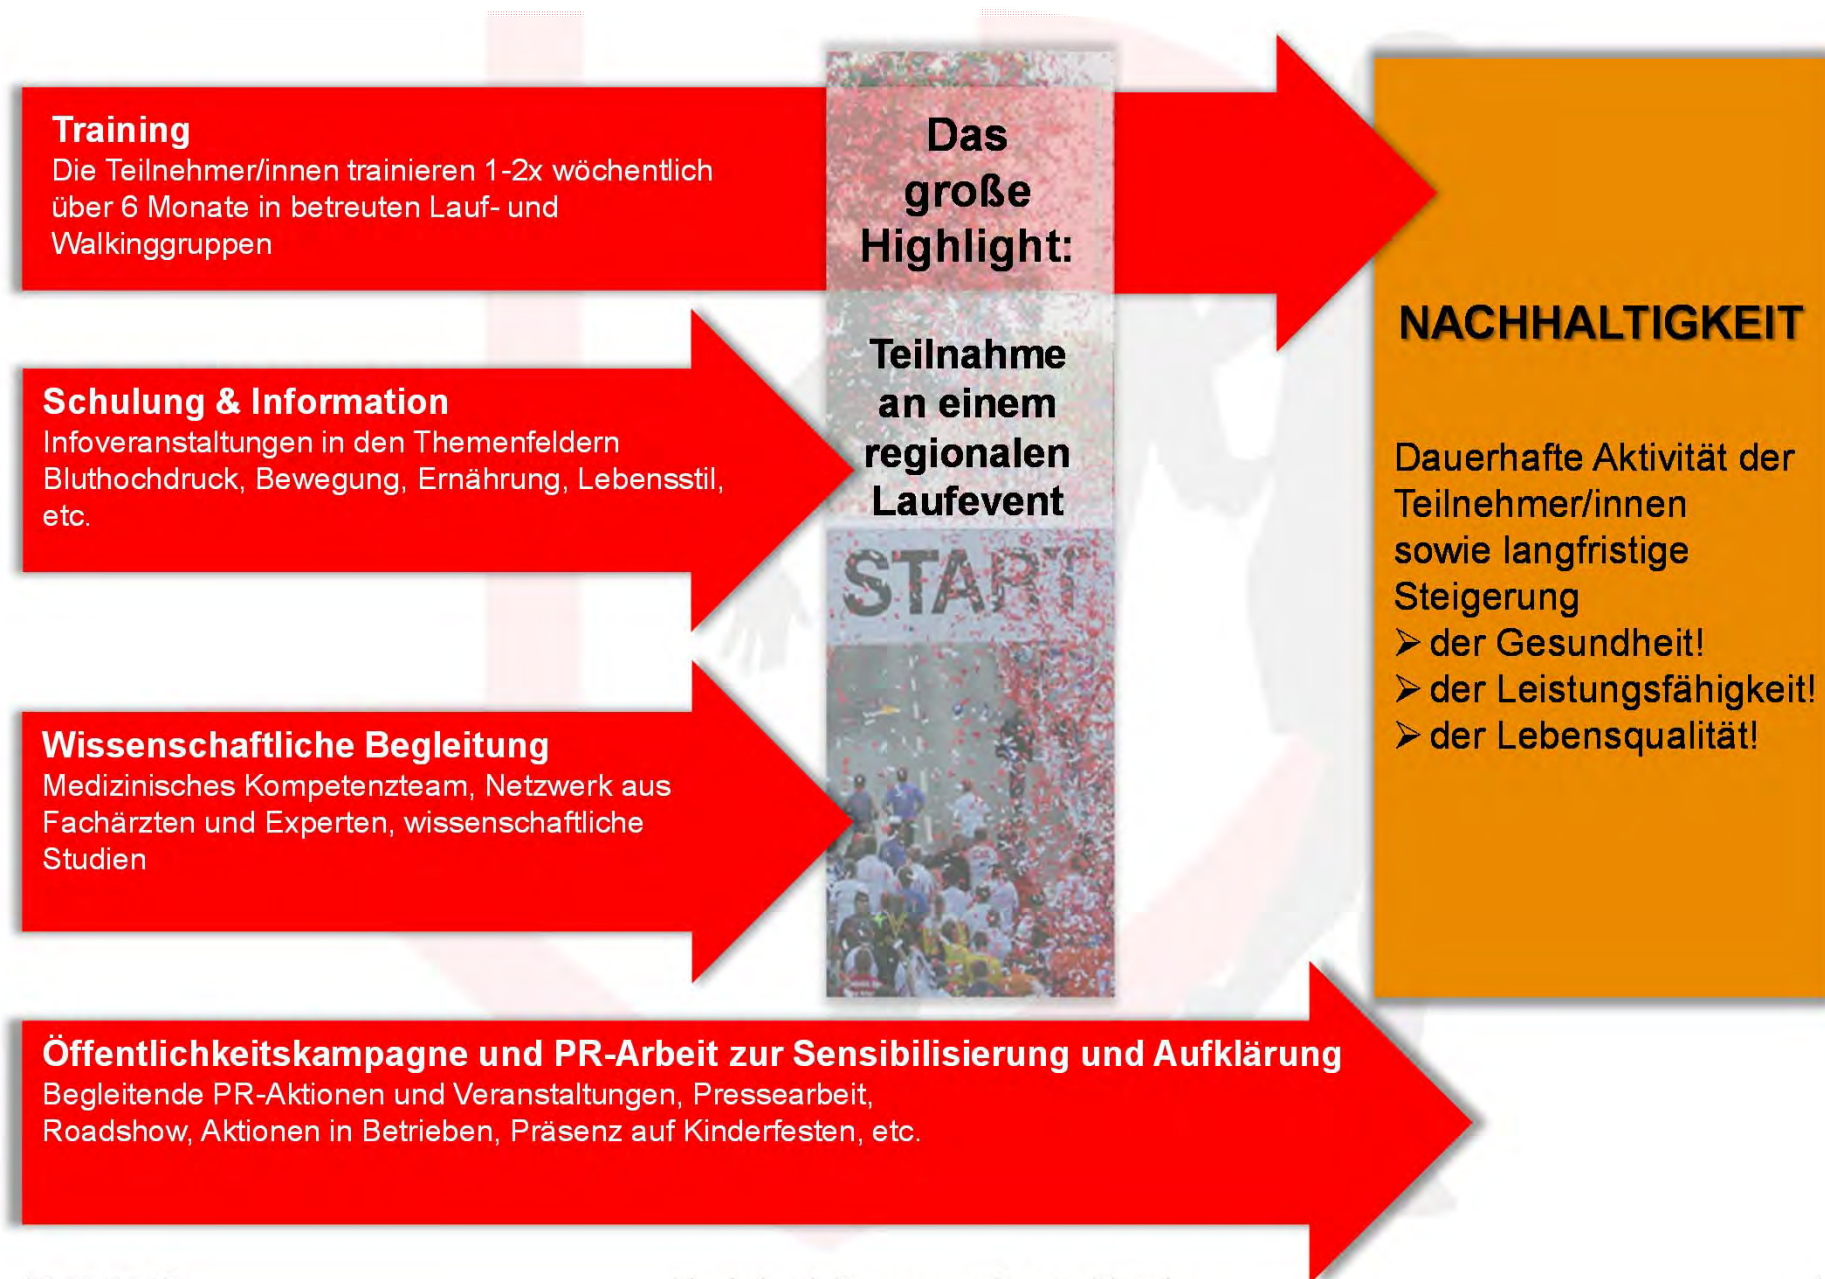 Training
Die Teilnehmer/innen trainieren 1-2x wöchentlich
über 6 Monate in betreuten Lauf- und
Walkinggruppen
Schulung & Information
Infoveranstaltungen in den Themenfeldern
Bluthochdruck, Bewegung, Ernährung, Lebensstil,
etc.
Wissenschaftliche Begleitung
Medizinisches Kompetenzteam, Netzwerk aus
Fachärzten und Experten, wissenschaftliche
Studien
Öffentlichkeitskampagne und PR-Arbeit zur Sensibilisierung und Aufklärung
Begleitende PR-Aktionen und Veranstaltungen, Pressearbeit,
Roadshow, Aktionen in Betrieben, Präsenz auf Kinderfesten, etc.
Das
große
Highlight:
Teilnahme
an einem
regionalen
Laufevent
START
NACHHALTIGKEIT
Dauerhafte Aktivität der
Teilnehmer/innen
sowie langfristige
Steigerung
➢ der Gesundheit!
➢ der Leistungsfähigkeit!
➢ der Lebensqualität!